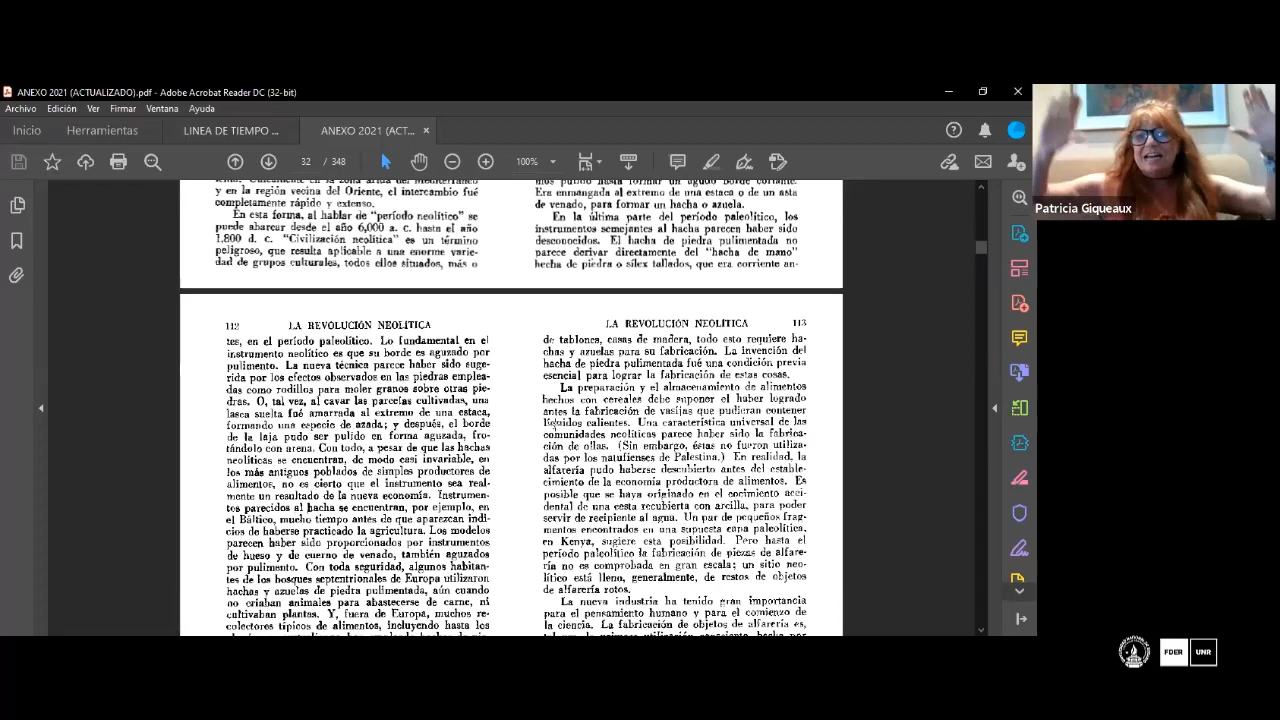 ANEXO 2021 (ACTUALIZADO).pdf - Adobe Acrobat Reader DC (32-bit)
Archivo Edición Ver Firmar Ventana Ayuda
Inicio Herramientas LINEA DE TIEMPO ... ANEXO 2021 (ACT... ×
32 / 348 100%
Patricia Giqueaux
y en la región vecina del Oriente, el intercambio fué
completamente rápido y extenso.
En esta forma, al hablar de "período neolítico" se
puede abarcar desde el año 6,000 a. c. hasta el año
1,800 d. c. "Civilización neolítica" es un término
peligroso, que resulta aplicable a una enorme varie-
dad de grupos culturales, todos ellos situados, más o
Era enmangada al extremo de una estaca o de un asta
de venado, para formar un hacha o azuela.
En la última parte del período paleolítico, los
instrumentos semejantes al hacha parecen haber sido
desconocidos. El hacha de piedra pulimentada no
parece derivar directamente del "hacha de mano"
hecha de piedra o sílex tallados, que era corriente an-
112 LA REVOLUCIÓN NEOLÍTICA
tes, en el período paleolítico. Lo fundamental en el
instrumento neolítico es que su borde es aguzado por
pulimento. La nueva técnica parece haber sido suge-
rida por los efectos observados en las piedras emplea-
das como rodillas para moler granos sobre otras pie-
dras. O, tal vez, al cavar las parcelas cultivadas, una
lasca suelta fué amarrada al extremo de una estaca,
formando una especie de azada; y después, el borde
de la laja pudo ser pulido en forma aguzada, fro-
tándolo con arena. Con todo, a pesar de que las hachas
neolíticas se encuentran, de modo casi invariable, en
los más antiguos poblados de simples productores de
alimentos, no es cierto que el instrumento sea real-
mente un resultado de la nueva economía. Instrumen-
tos parecidos al hacha se encuentran, por ejemplo, en
el Báltico, mucho tiempo antes de que aparezcan indi-
cios de haberse practicado la agricultura. Los modelos
parecen haber sido proporcionados por instrumentos
de hueso y de cuerno de venado, también aguzados
por pulimento. Con toda seguridad, algunos habitan-
tes de los bosques septentrionales de Europa utilizaron
hachas y azuelas de piedra pulimentada, aún cuando
no criaban animales para abastecerse de carne, ni
cultivaban plantas. Y, fuera de Europa, muchos re-
colectores típicos de alimentos, incluyendo hasta los
LA REVOLUCIÓN NEOLÍTICA 113
de tablones, casas de madera, todo esto requiere ha-
chas y azuelas para su fabricación. La invención del
hacha de piedra pulimentada fué una condición previa
esencial para lograr la fabricación de estas cosas.
La preparación y el almacenamiento de alimentos
hechos con cereales debe suponer el haber logrado
antes la fabricación de vasijas que pudieran contener
líquidos calientes. Una característica universal de las
comunidades neolíticas parece haber sido la fabrica-
ción de ollas. (Sin embargo, éstas no fueron utiliza-
das por los natufienses de Palestina.) En realidad, la
alfarería pudo haberse descubierto antes del estable-
cimiento de la economía productora de alimentos. Es
posible que se haya originado en el cocimiento acci-
dental de una cesta recubierta con arcilla, para poder
servir de recipiente al agua. Un par de pequeños frag-
mentos encontrados en una supuesta capa paleolítica,
en Kenya, sugiere esta posibilidad. Pero hasta el
período paleolítico la fabricación de piezas de alfare-
ría no es comprobada en gran escala; un sitio neo-
lítico está lleno, generalmente, de restos de objetos
de alfarería rotos.
La nueva industria ha tenido gran importancia
para el pensamiento humano y para el comienzo de
la ciencia. La fabricación de objetos de alfarería es,
FDER UNR